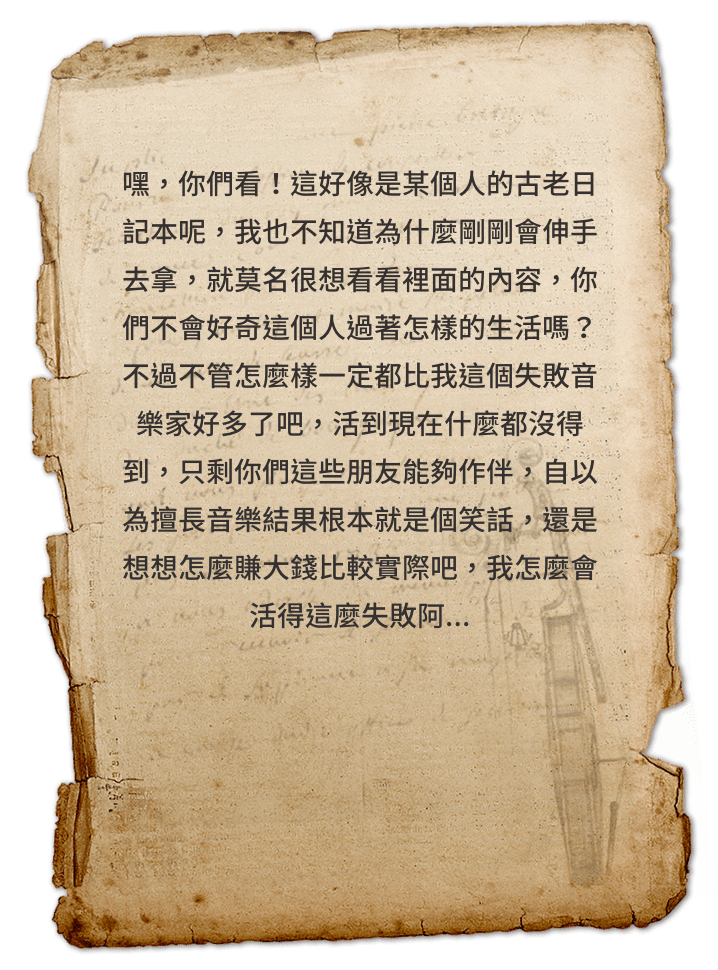 嘿，你們看！這好像是某個人的古老日
記本呢，我也不知道為什麼剛剛會伸手
去拿，就莫名很想看看裡面的內容，你
們不會好奇這個人過著怎樣的生活嗎？
不過不管怎麼樣一定都比我這個失敗音
樂家好多了吧，活到現在什麼都沒得
到，只剩你們這些朋友能夠作伴，自以
為擅長音樂結果根本就是個笑話，還是
想想怎麼賺大錢比較實際吧，我怎麼會
活得這麼失敗阿...